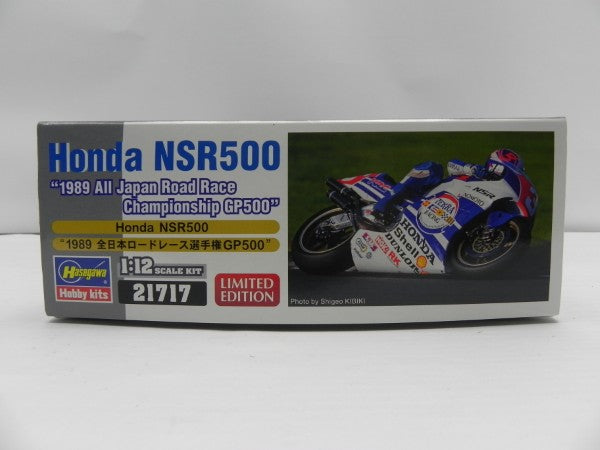 Honda NSR500
"1989 All Japan Road Race
Championship GP500"
Honda NSR500
"1989 全日本ロードレース選手権GP500"
Hasegawa
Hobby kits
1:12 SCALE KIT
21717
LIMITED
EDITION
NSR
HONDA
Shell
DUNLOP
RK
Photo by Shigeo KIBIKI